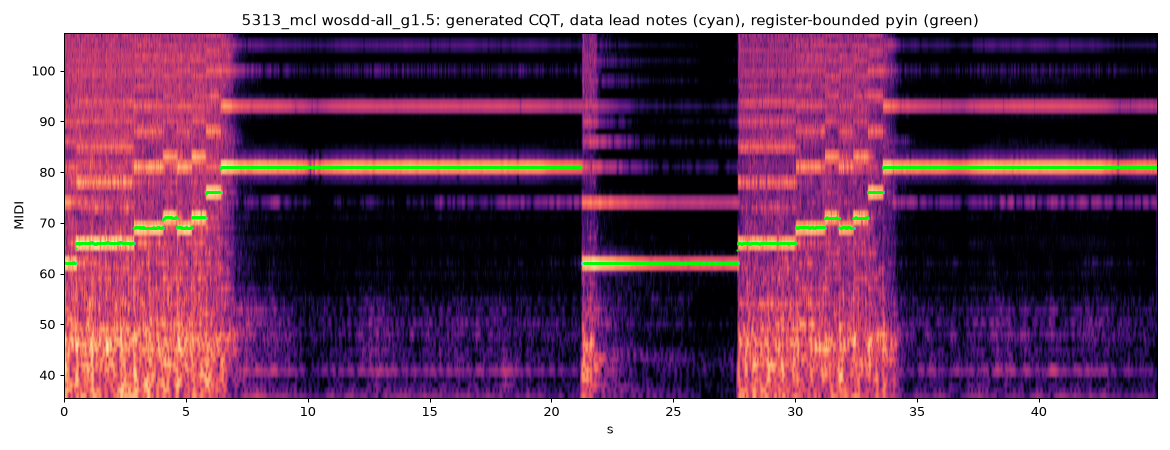 5313_mcl wosdd-all_g1.5: generated CQT, data lead notes (cyan), register-bounded pyin (green)
100
90
80
70
60
50
40
MIDI
0 5 10 15 20 25 30 35 40
s